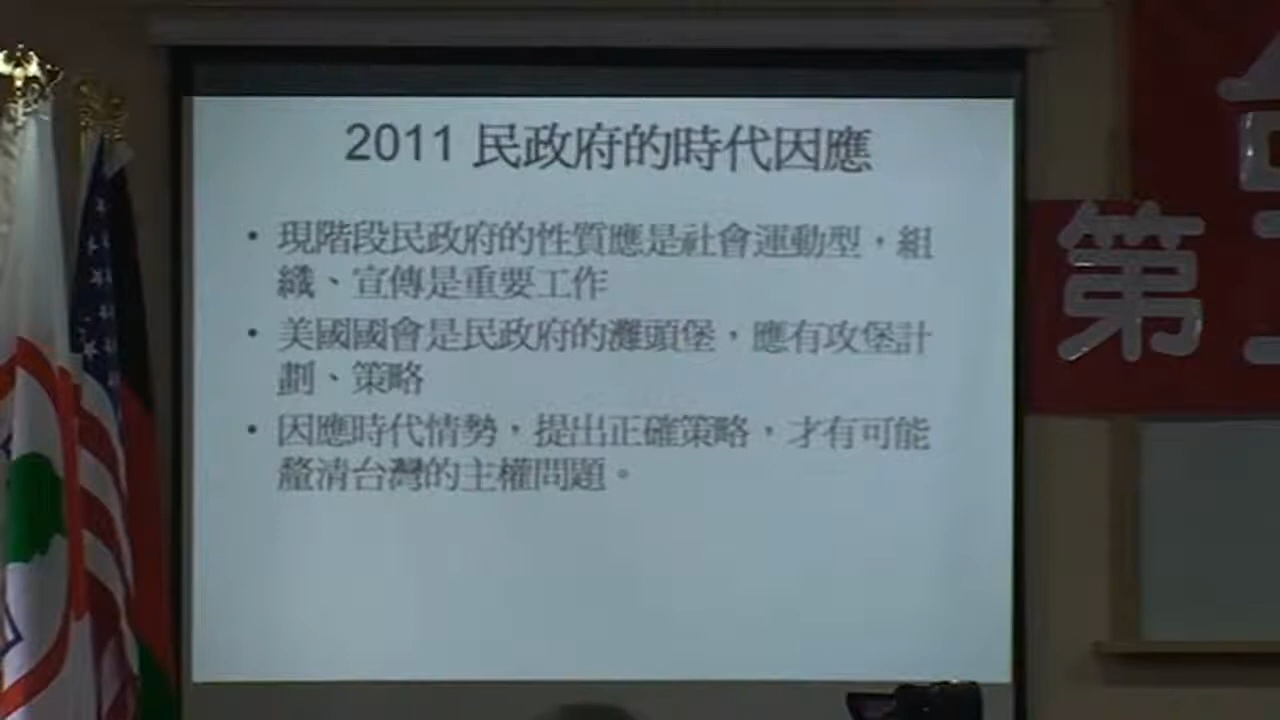 2011 民政府的時代因應
• 現階段民政府的性質應是社會運動型，組
織、宣傳是重要工作
• 美國國會是民政府的灘頭堡，應有攻堡計
劃、策略
• 因應時代情勢，提出正確策略，才有可能
釐清台灣的主權問題。
第